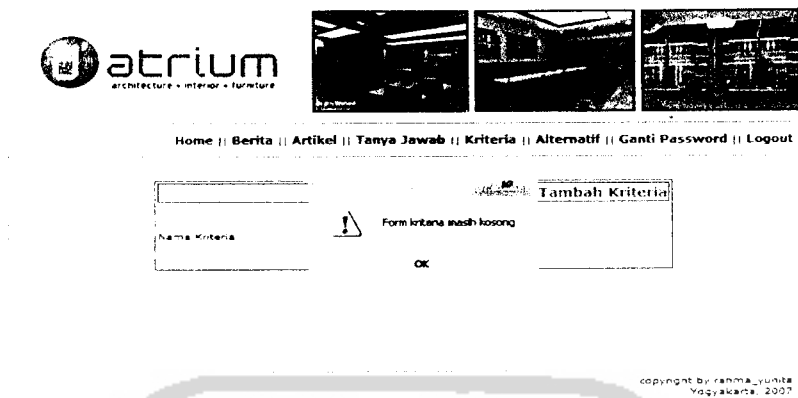 atrium
architecture • interior • furniture
Home || Berita || Artikel || Tanya Jawab || Kriteria || Alternatif || Ganti Password || Logout
Tambah Kriteria
Form kriteria masih kosong
Nama Kriteria
OK
copyright by rahma_yunita
Yogyakarta, 2007